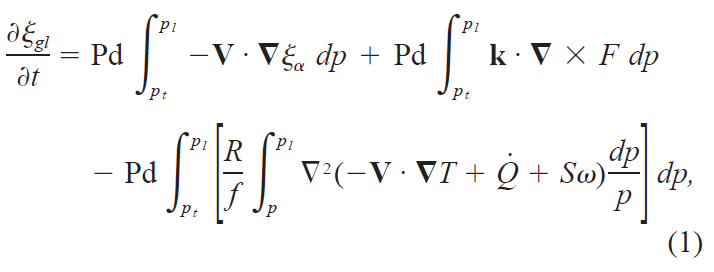 ∂ξ_gl/∂t = Pd ∫_{p_t}^{p_l} −V · ∇ξ_α dp + Pd ∫_{p_t}^{p_l} k · ∇ × F dp
− Pd ∫_{p_t}^{p_l} [R/f ∫_p^{p_l} ∇²(−V · ∇T + Q̇ + Sω) dp/p] dp,
(1)